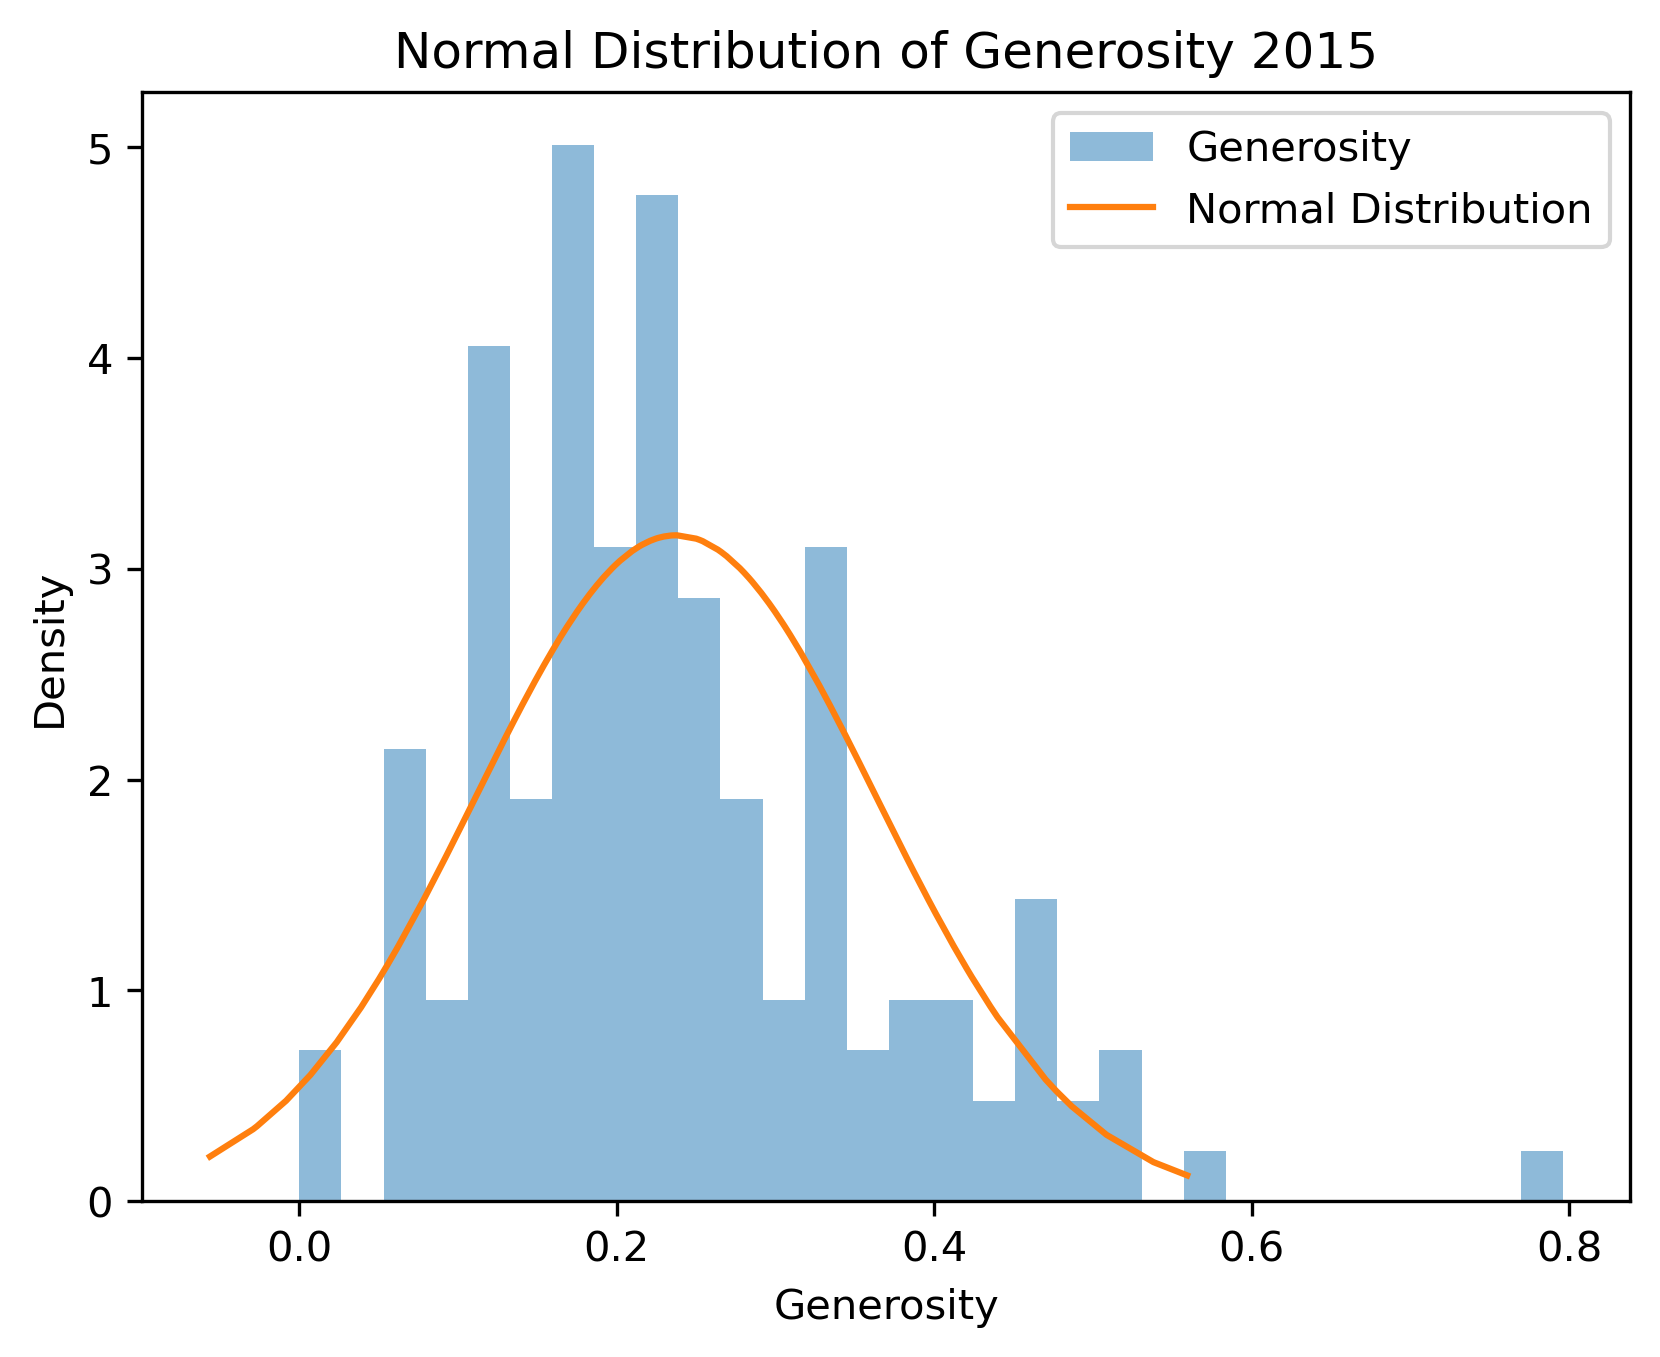 Normal Distribution of Generosity 2015
Generosity
Normal Distribution
5
4
3
2
1
0
Density
0.0 0.2 0.4 0.6 0.8
Generosity